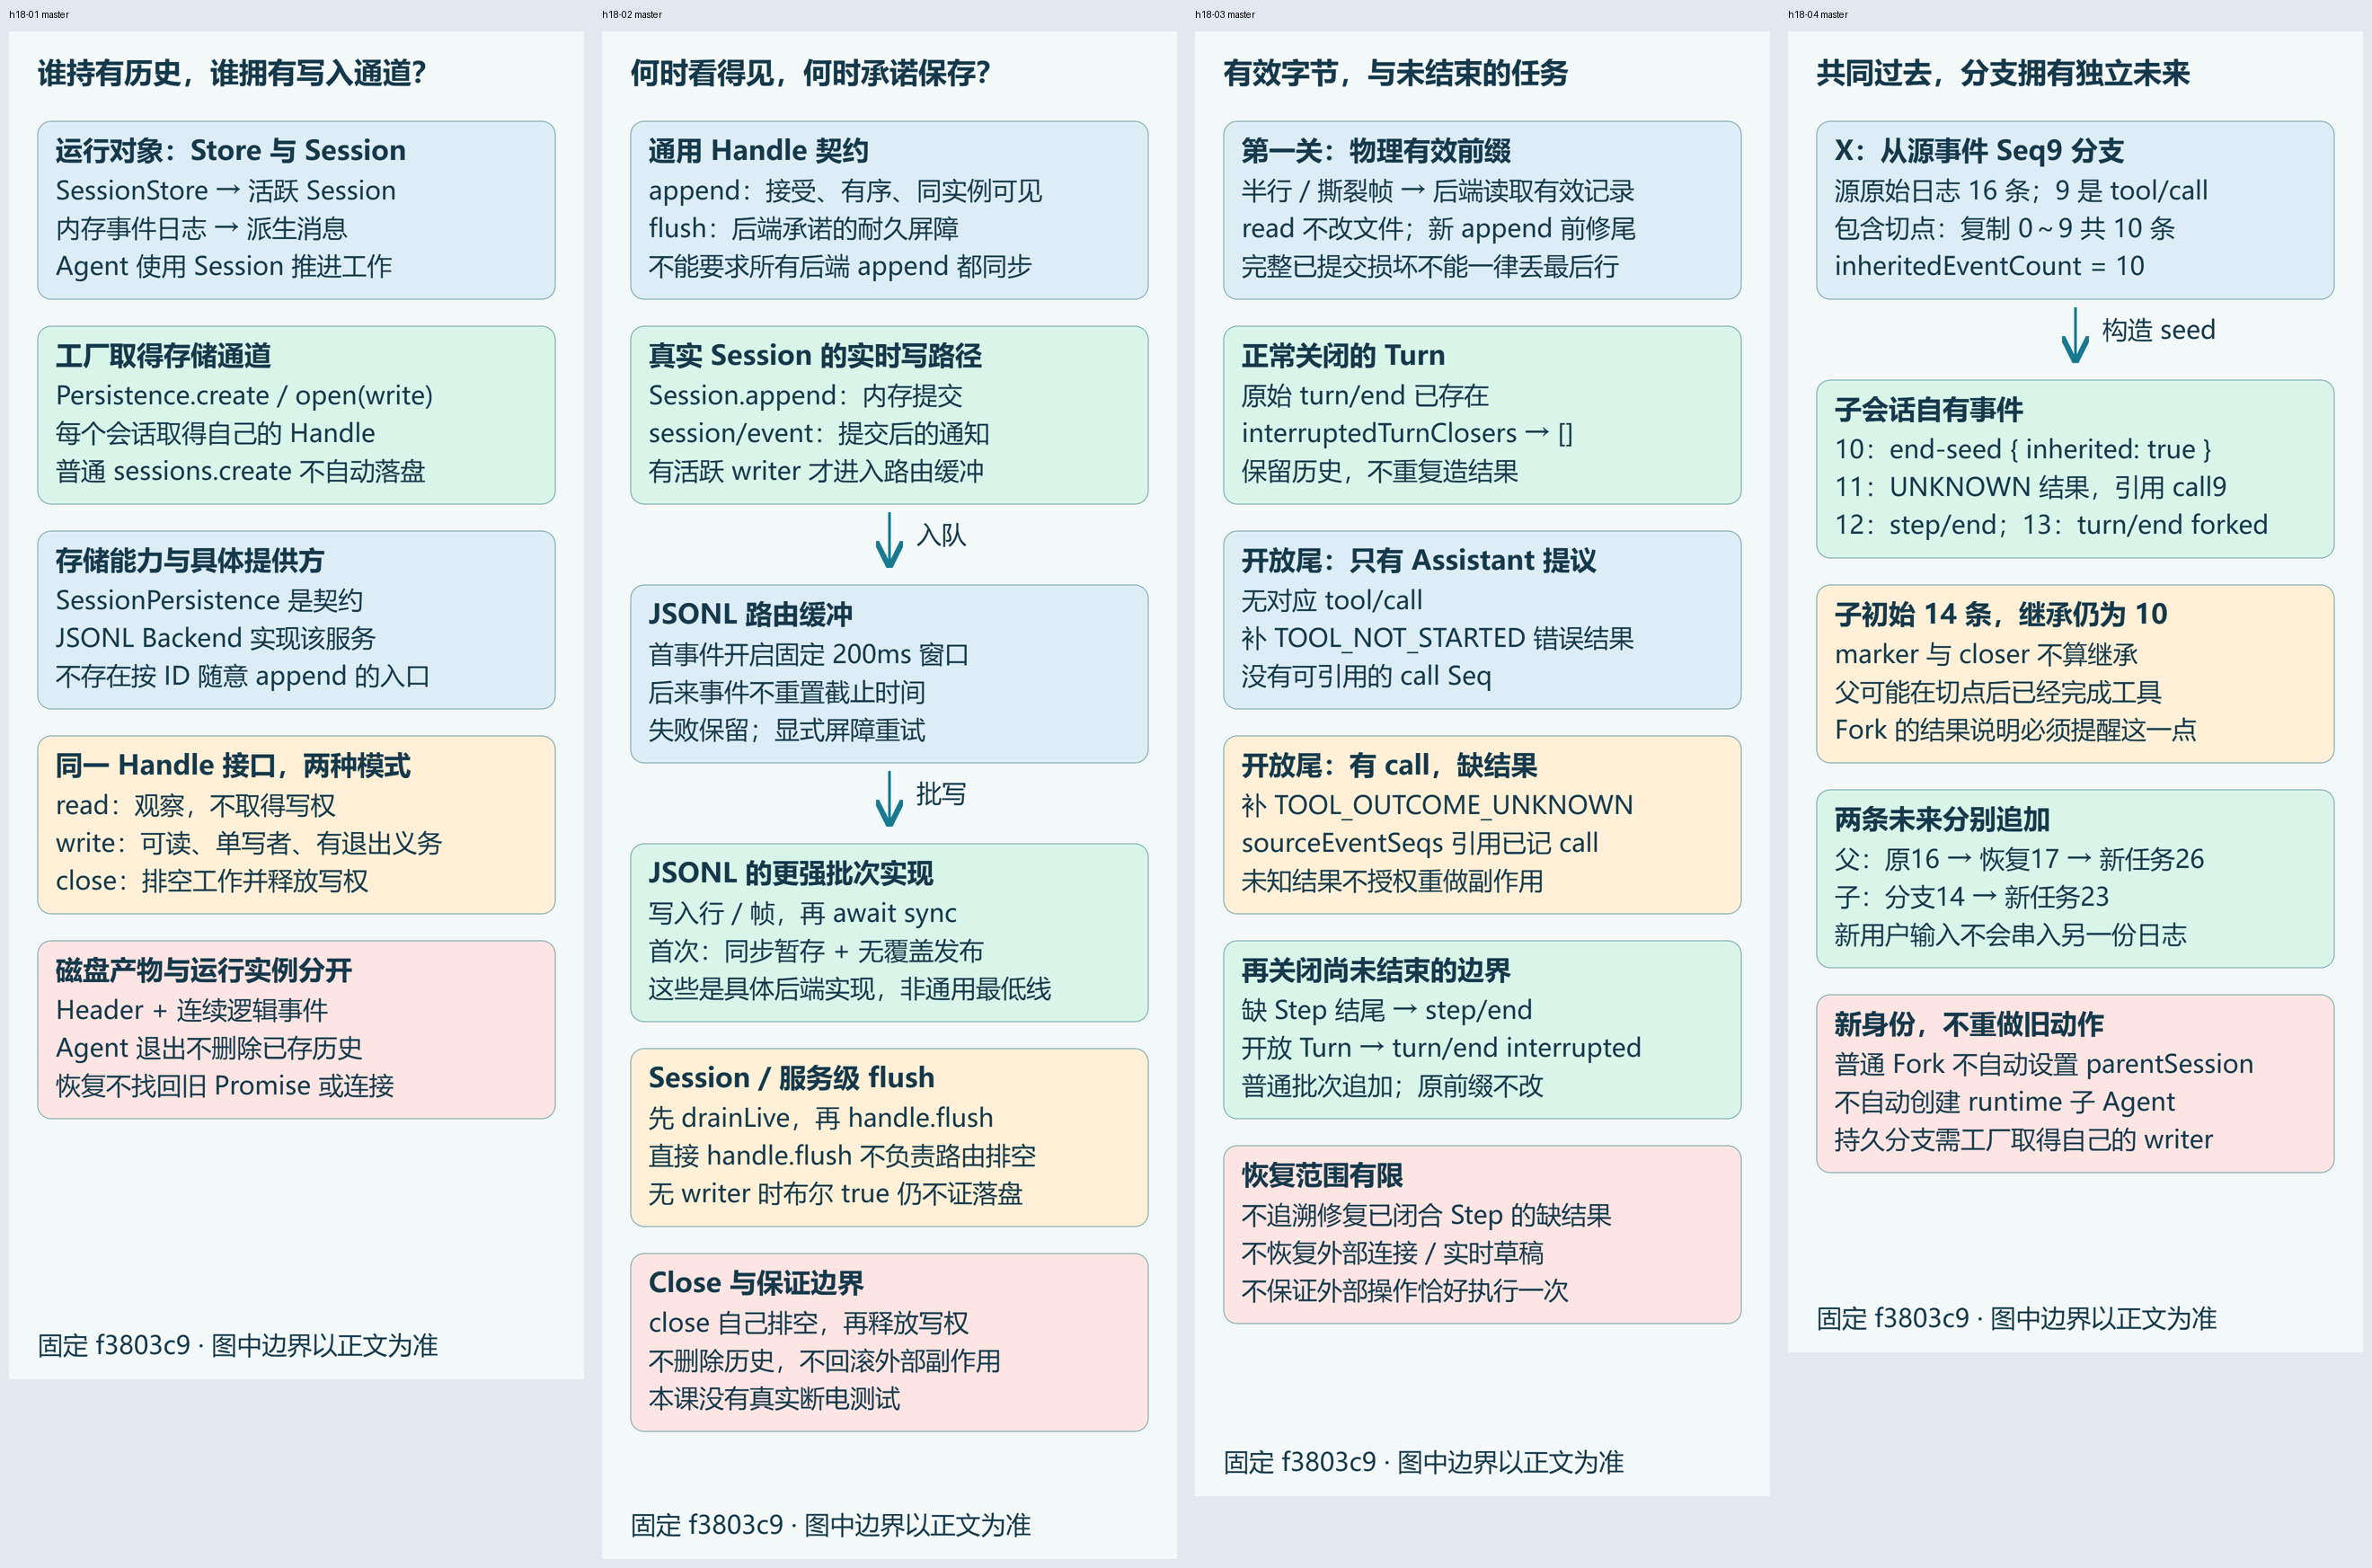 h18-01 master
谁持有历史，谁拥有写入通道？
运行对象：Store 与 Session
SessionStore → 活跃 Session
内存事件日志 → 派生消息
Agent 使用 Session 推进工作
工厂取得存储通道
Persistence.create / open(write)
每个会话取得自己的 Handle
普通 sessions.create 不自动落盘
存储能力与具体提供方
SessionPersistence 是契约
JSONL Backend 实现该服务
不存在按 ID 随意 append 的入口
同一 Handle 接口，两种模式
read：观察，不取得写权
write：可读、单写者、有退出义务
close：排空工作并释放写权
磁盘产物与运行实例分开
Header + 连续逻辑事件
Agent 退出不删除已存历史
恢复不找回旧 Promise 或连接
固定 f3803c9 · 图中边界以正文为准
h18-02 master
何时看得见，何时承诺保存？
通用 Handle 契约
append：接受、有序、同实例可见
flush：后端承诺的耐久屏障
不能要求所有后端 append 都同步
真实 Session 的实时写路径
Session.append：内存提交
session/event：提交后的通知
有活跃 writer 才进入路由缓冲
入队
JSONL 路由缓冲
首事件开启固定 200ms 窗口
后来事件不重置截止时间
失败保留；显式屏障重试
批写
JSONL 的更强批次实现
写入行 / 帧，再 await sync
首次：同步暂存 + 无覆盖发布
这些是具体后端实现，非通用最低线
Session / 服务级 flush
先 drainLive，再 handle.flush
直接 handle.flush 不负责路由排空
无 writer 时布尔 true 仍不证落盘
Close 与保证边界
close 自己排空，再释放写权
不删除历史，不回滚外部副作用
本课没有真实断电测试
固定 f3803c9 · 图中边界以正文为准
h18-03 master
有效字节，与未结束的任务
第一关：物理有效前缀
半行 / 撕裂帧 → 后端读取有效记录
read 不改文件；新 append 前修尾
完整已提交损坏不能一律丢最后行
正常关闭的 Turn
原始 turn/end 已存在
interruptedTurnClosers → []
保留历史，不重复造结果
开放尾：只有 Assistant 提议
无对应 tool/call
补 TOOL_NOT_STARTED 错误结果
没有可引用的 call Seq
开放尾：有 call，缺结果
补 TOOL_OUTCOME_UNKNOWN
sourceEventSeqs 引用已记 call
未知结果不授权重做副作用
再关闭尚未结束的边界
缺 Step 结尾 → step/end
开放 Turn → turn/end interrupted
普通批次追加；原前缀不改
恢复范围有限
不追溯修复已闭合 Step 的缺结果
不恢复外部连接 / 实时草稿
不保证外部操作恰好执行一次
固定 f3803c9 · 图中边界以正文为准
h18-04 master
共同过去，分支拥有独立未来
X：从源事件 Seq9 分支
源原始日志 16 条；9 是 tool/call
包含切点：复制 0～9 共 10 条
inheritedEventCount = 10
构造 seed
子会话自有事件
10：end-seed { inherited: true }
11：UNKNOWN 结果，引用 call9
12：step/end；13：turn/end forked
子初始 14 条，继承仍为 10
marker 与 closer 不算继承
父可能在切点后已经完成工具
Fork 的结果说明必须提醒这一点
两条未来分别追加
父：原16 → 恢复17 → 新任务26
子：分支14 → 新任务23
新用户输入不会串入另一份日志
新身份，不重做旧动作
普通 Fork 不自动设置 parentSession
不自动创建 runtime 子 Agent
持久分支需工厂取得自己的 writer
固定 f3803c9 · 图中边界以正文为准